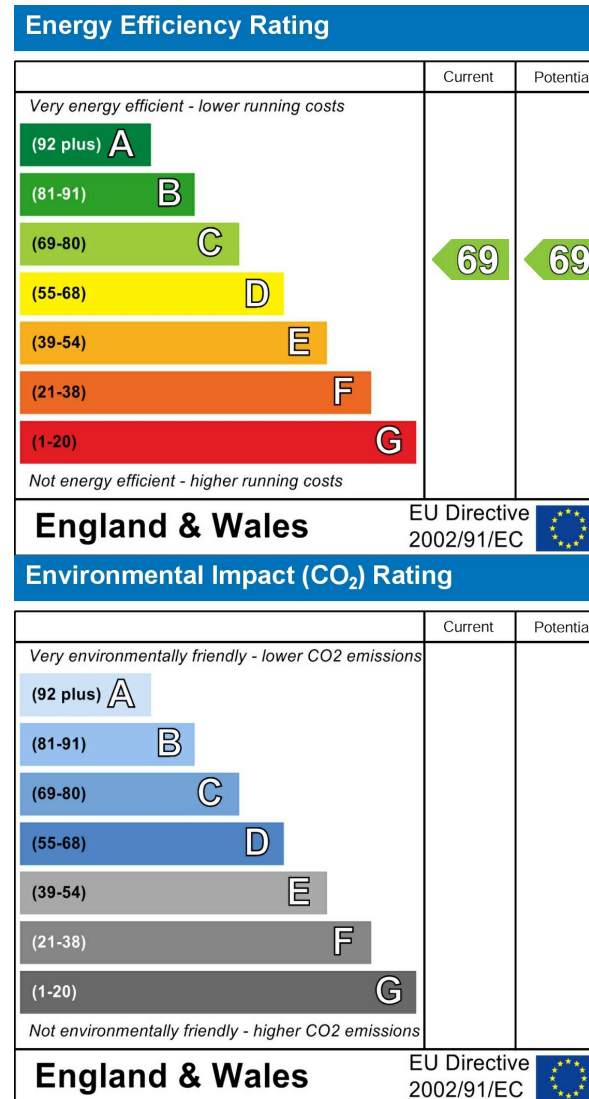 Energy Efficiency Rating
Current Potentia
Very energy efficient - lower running costs
(92 plus) A
(81-91) B
(69-80) C
69 69
(55-68) D
(39-54) E
(21-38) F
(1-20) G
Not energy efficient - higher running costs
England & Wales
EU Directive
2002/91/EC
Environmental Impact (CO₂) Rating
Current Potentia
Very environmentally friendly - lower CO2 emissions
(92 plus) A
(81-91) B
(69-80) C
(55-68) D
(39-54) E
(21-38) F
(1-20) G
Not environmentally friendly - higher CO2 emissions
England & Wales
EU Directive
2002/91/EC